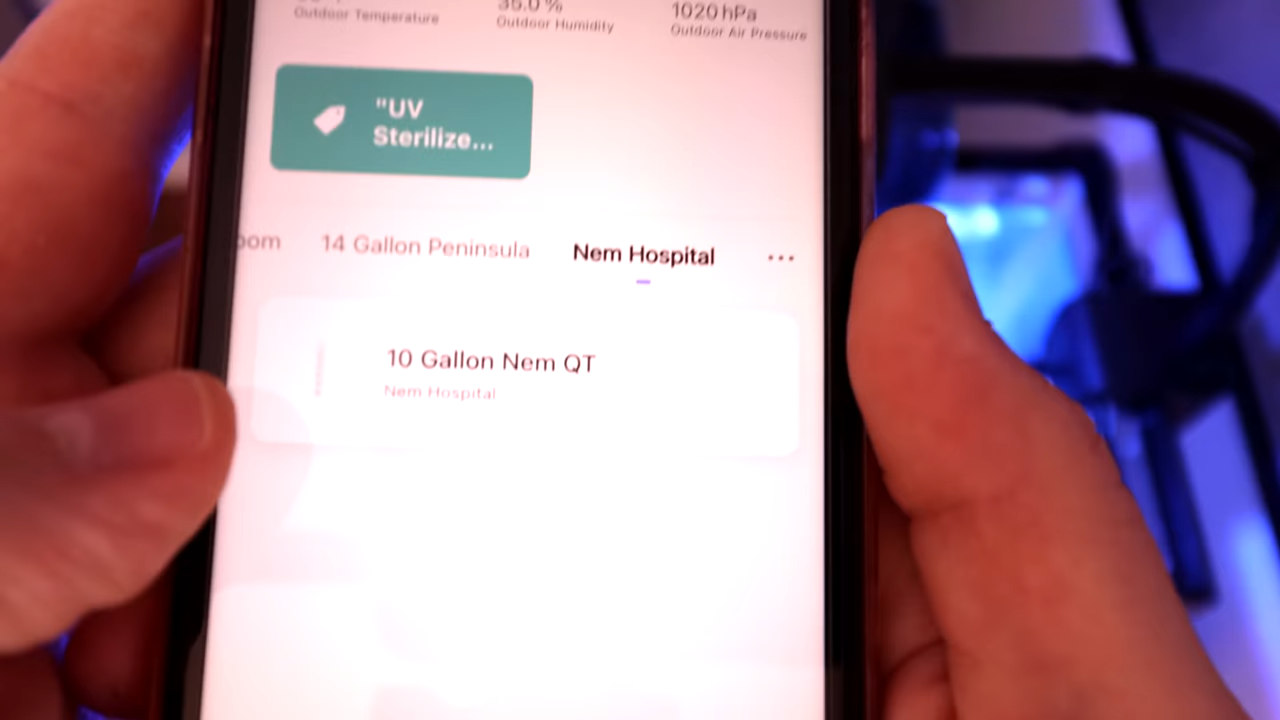 Outdoor Temperature
35.0 %
Outdoor Humidity
1020 hPa
Outdoor Air Pressure
"UV
Sterilize...
14 Gallon Peninsula
Nem Hospital
...
10 Gallon Nem QT
Nem Hospital